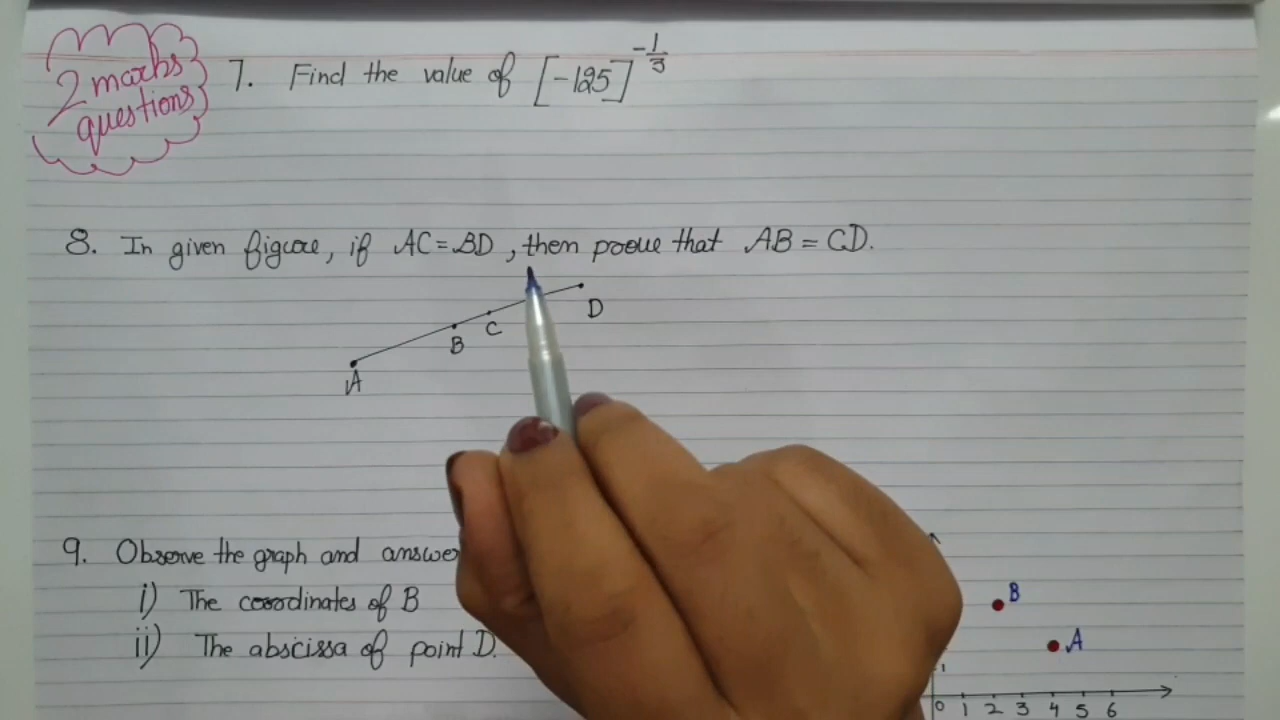 2 marks
questions
7. Find the value of [-125]^-1/3
8. In given figure, if AC = BD, then prove that AB = CD.
D
C
B
A
9. Observe the graph and answer
i) The coordinates of B
ii) The abscissa of point D.
B
A
1
0 1 2 3 4 5 6